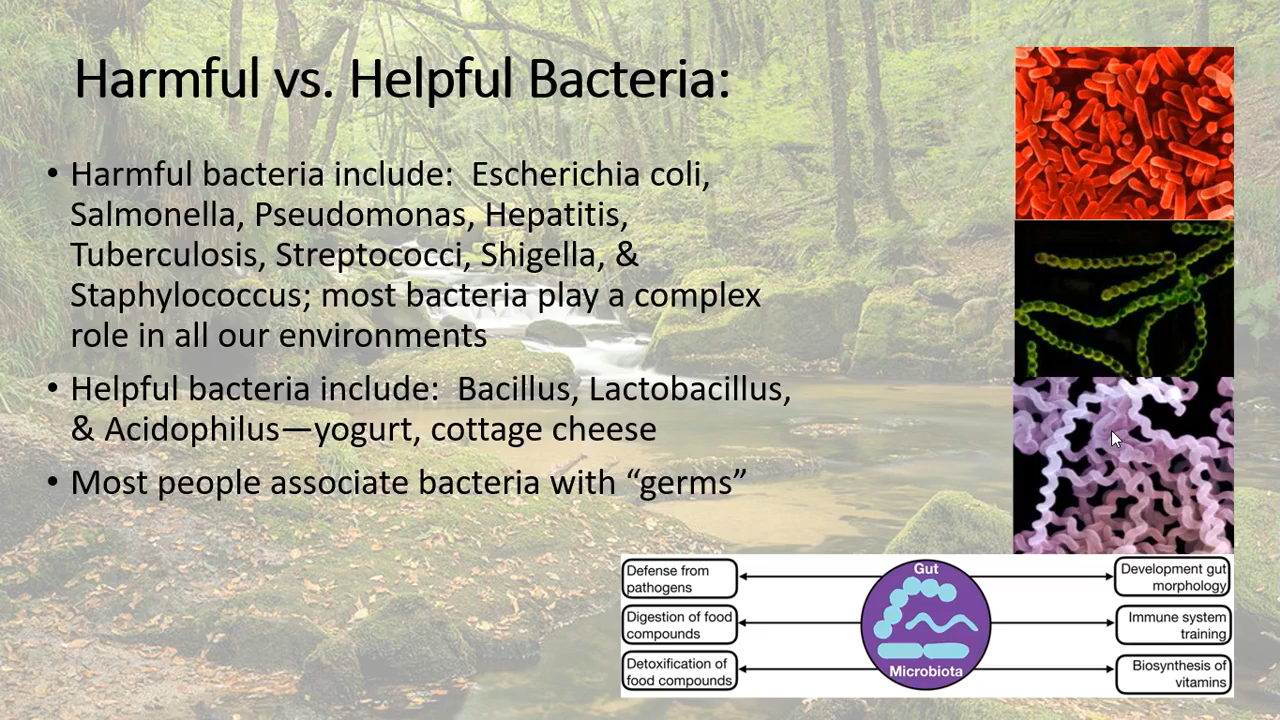 Harmful vs. Helpful Bacteria:
• Harmful bacteria include:  Escherichia coli,
Salmonella, Pseudomonas, Hepatitis,
Tuberculosis, Streptococci, Shigella, &
Staphylococcus; most bacteria play a complex
role in all our environments
• Helpful bacteria include:  Bacillus, Lactobacillus,
& Acidophilus—yogurt, cottage cheese
• Most people associate bacteria with “germs”
Defense from
pathogens
Digestion of food
compounds
Detoxification of
food compounds
Gut
Microbiota
Development gut
morphology
Immune system
training
Biosynthesis of
vitamins